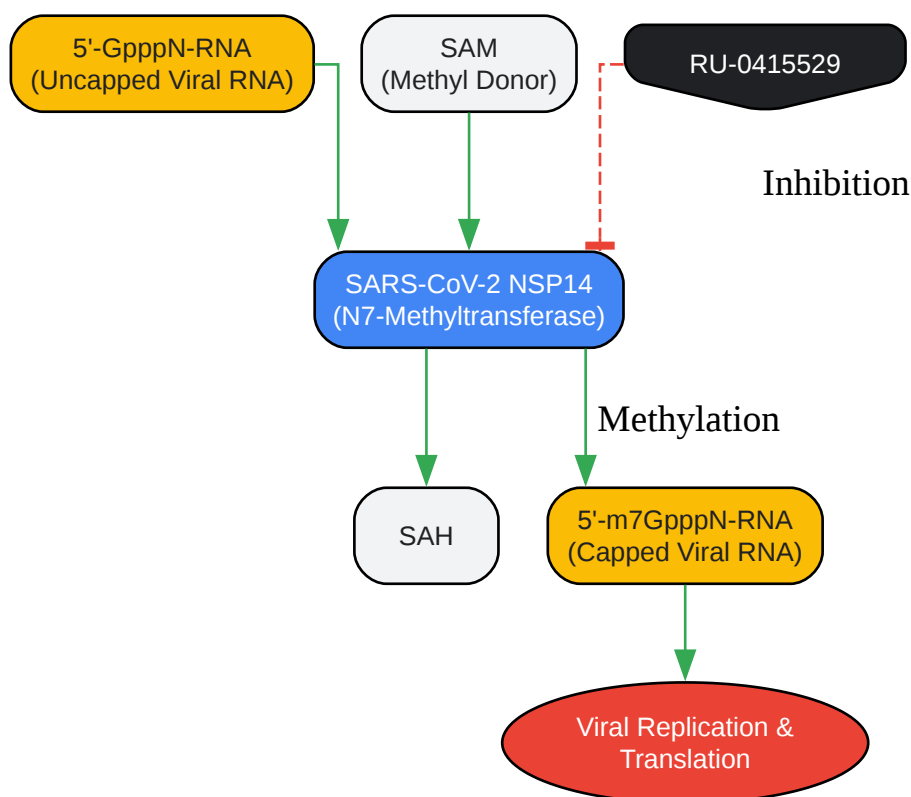 5'-GpppN-RNA
(Uncapped Viral RNA)
SAM
(Methyl Donor)
RU-0415529
Inhibition
SARS-CoV-2 NSP14
(N7-Methyltransferase)
Methylation
SAH
5'-m7GpppN-RNA
(Capped Viral RNA)
Viral Replication &
Translation